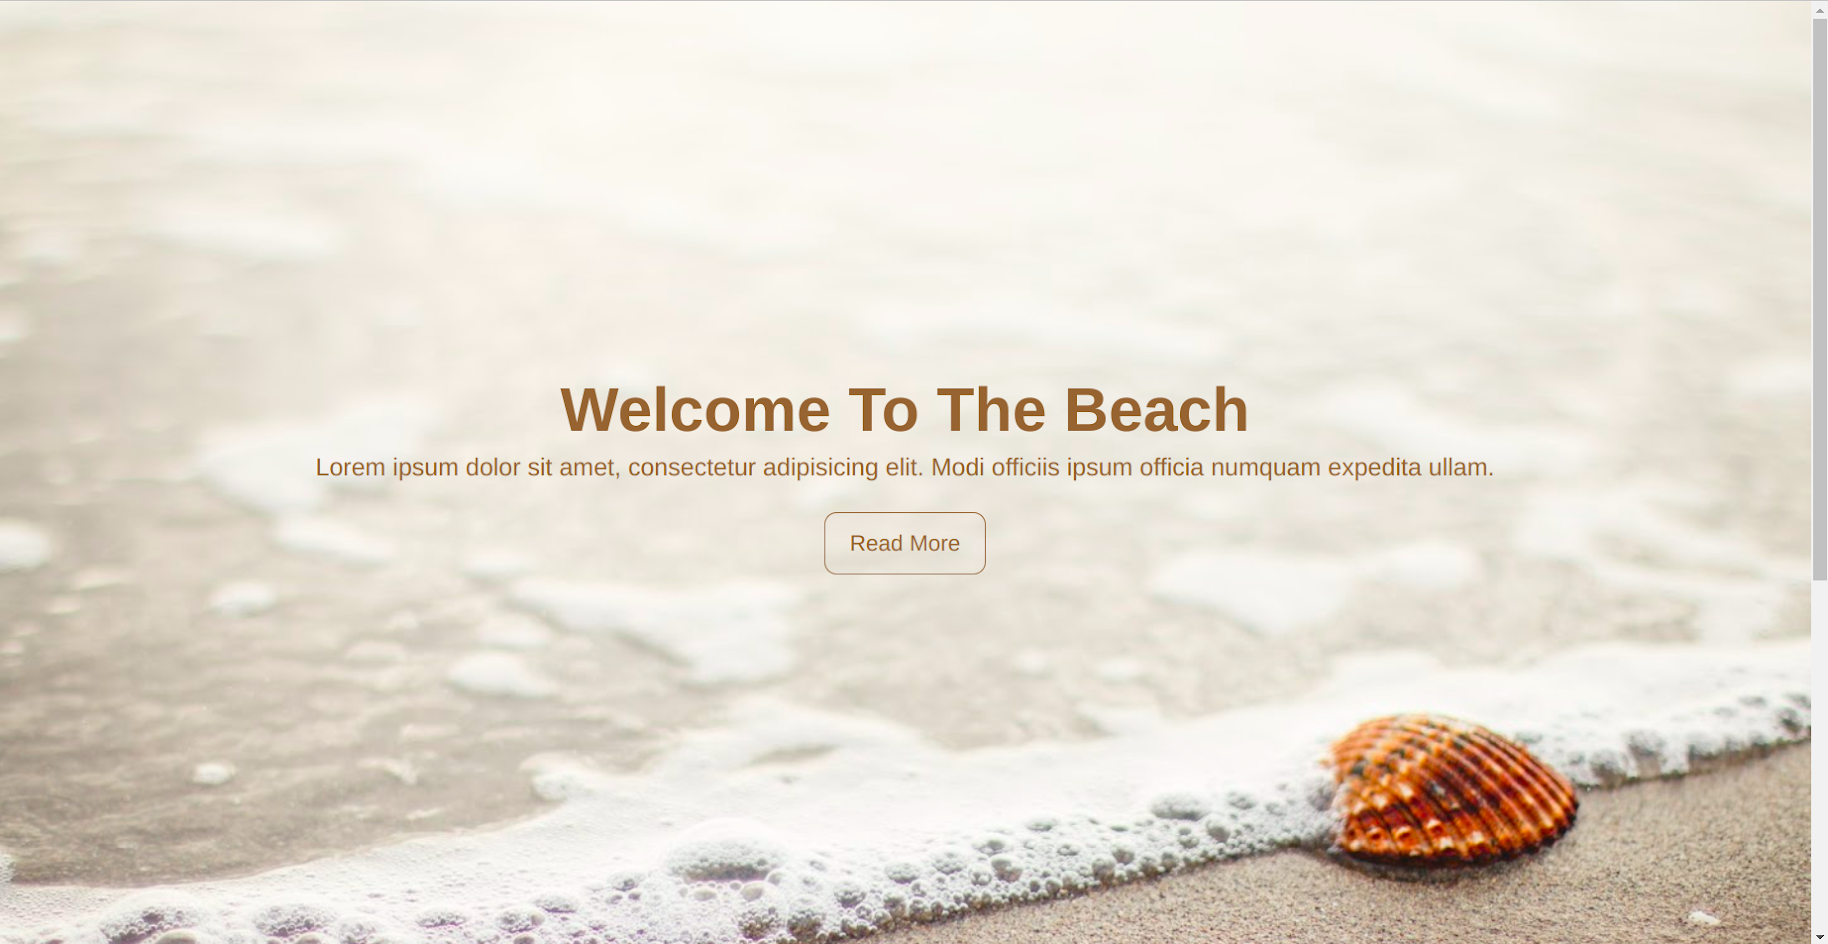 Welcome To The Beach
Lorem ipsum dolor sit amet, consectetur adipisicing elit. Modi officiis ipsum officia numquam expedita ullam.
Read More